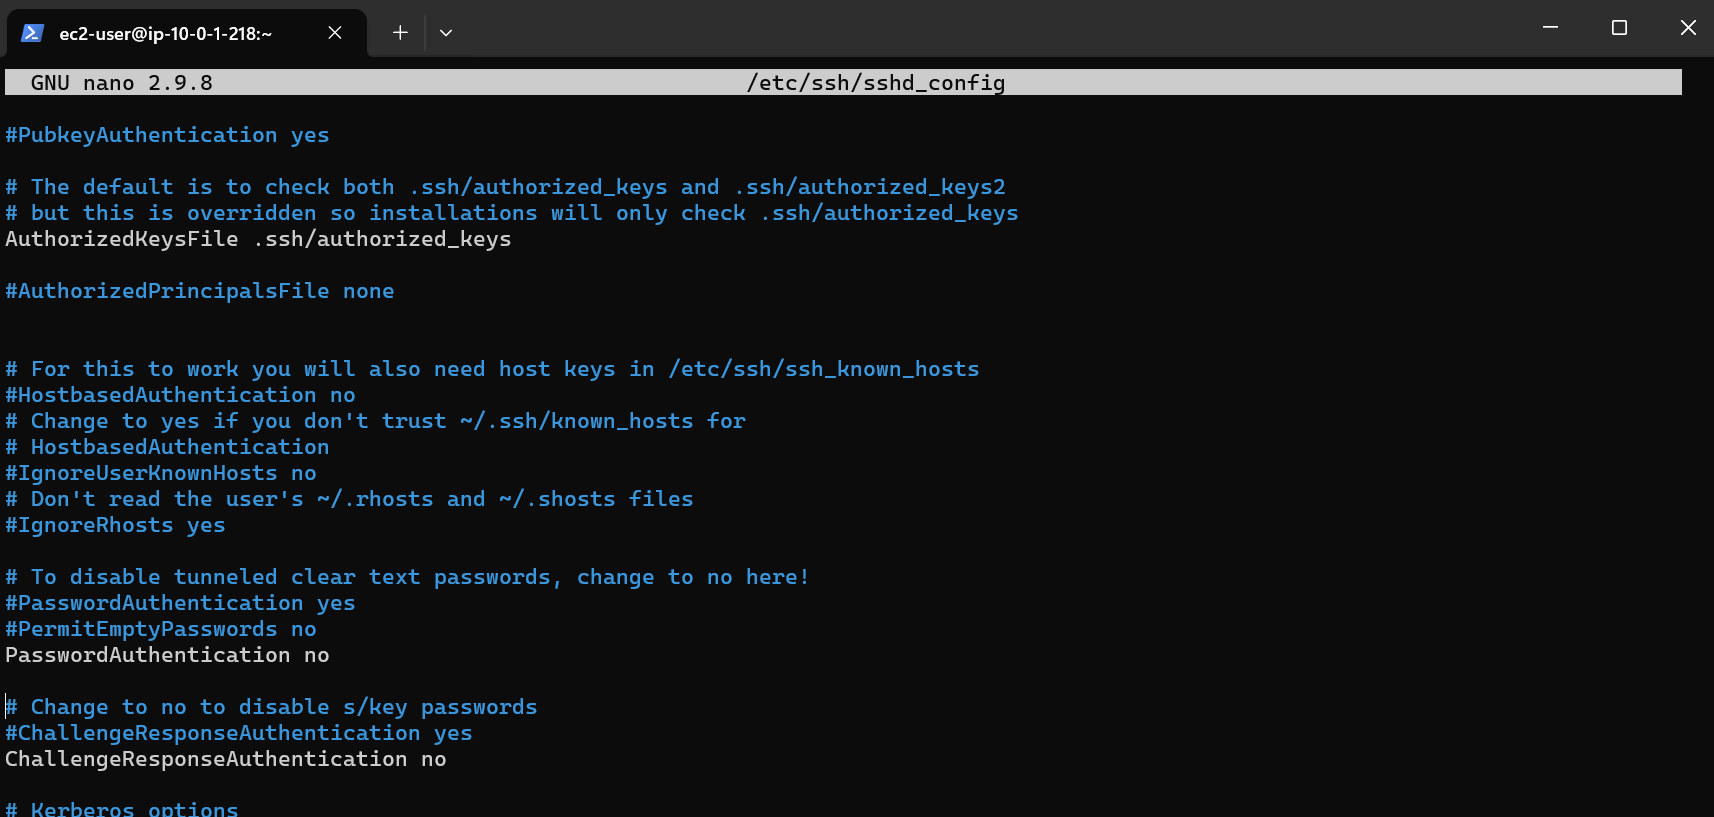 ec2-user@ip-10-0-1-218:~
GNU nano 2.9.8 /etc/ssh/sshd_config
#PubkeyAuthentication yes
# The default is to check both .ssh/authorized_keys and .ssh/authorized_keys2
# but this is overridden so installations will only check .ssh/authorized_keys
AuthorizedKeysFile .ssh/authorized_keys
#AuthorizedPrincipalsFile none
# For this to work you will also need host keys in /etc/ssh/ssh_known_hosts
#HostbasedAuthentication no
# Change to yes if you don't trust ~/.ssh/known_hosts for
# HostbasedAuthentication
#IgnoreUserKnownHosts no
# Don't read the user's ~/.rhosts and ~/.shosts files
#IgnoreRhosts yes
# To disable tunneled clear text passwords, change to no here!
#PasswordAuthentication yes
#PermitEmptyPasswords no
PasswordAuthentication no
# Change to no to disable s/key passwords
#ChallengeResponseAuthentication yes
ChallengeResponseAuthentication no
# Kerberos options